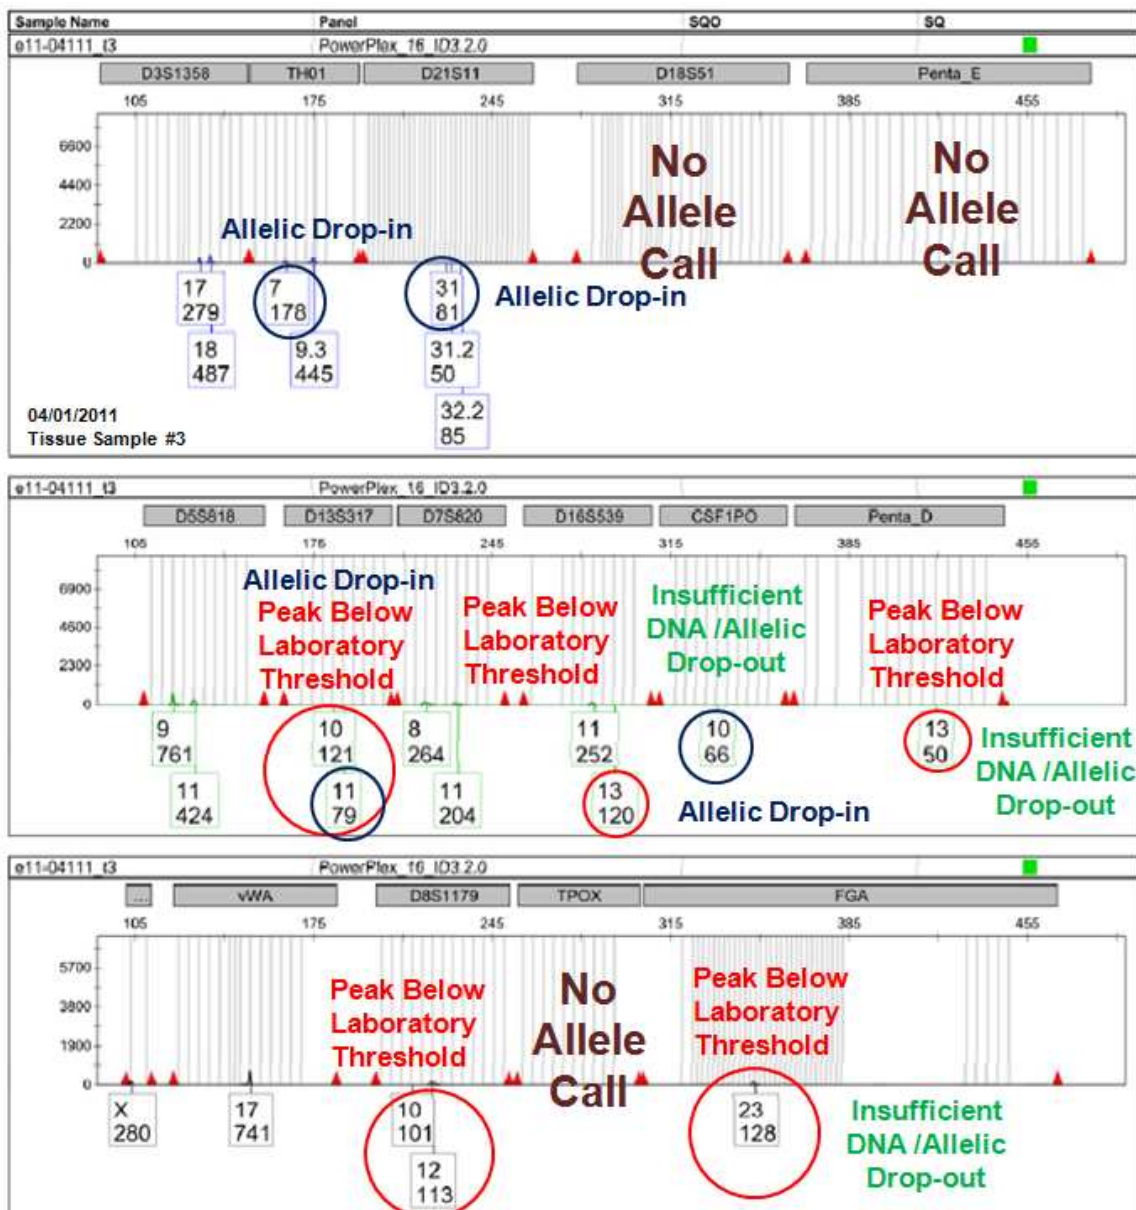 Sample Name Panel SQO SQ
e11-04111_t3 PowerPlex_16_ID3.2.0
D3S1358 TH01 D21S11 D18S51 Penta_E
105 175 245 315 385 455
6600
4400
2200
0
Allelic Drop-in
No
Allele
Call
No
Allele
Call
17
279
7
178
31
81
Allelic Drop-in
18
487
9.3
445
31.2
50
32.2
85
04/01/2011
Tissue Sample #3
e11-04111_t3 PowerPlex_16_ID3.2.0
D5S818 D13S317 D7S820 D16S539 CSF1PO Penta_D
105 175 245 315 385 455
6900
4600
2300
0
Allelic Drop-in
Peak Below
Laboratory
Threshold
Peak Below
Laboratory
Threshold
Insufficient
DNA /Allelic
Drop-out
Peak Below
Laboratory
Threshold
9
761
10
121
8
264
11
252
10
66
13
50
Insufficient
DNA /Allelic
Drop-out
11
424
11
79
11
204
13
120
Allelic Drop-in
e11-04111_t3 PowerPlex_16_ID3.2.0
... vWA D8S1179 TPOX FGA
105 175 245 315 385 455
5700
3800
1900
0
Peak Below
Laboratory
Threshold
No
Allele
Call
Peak Below
Laboratory
Threshold
X
280
17
741
10
101
12
113
23
128
Insufficient
DNA /Allelic
Drop-out